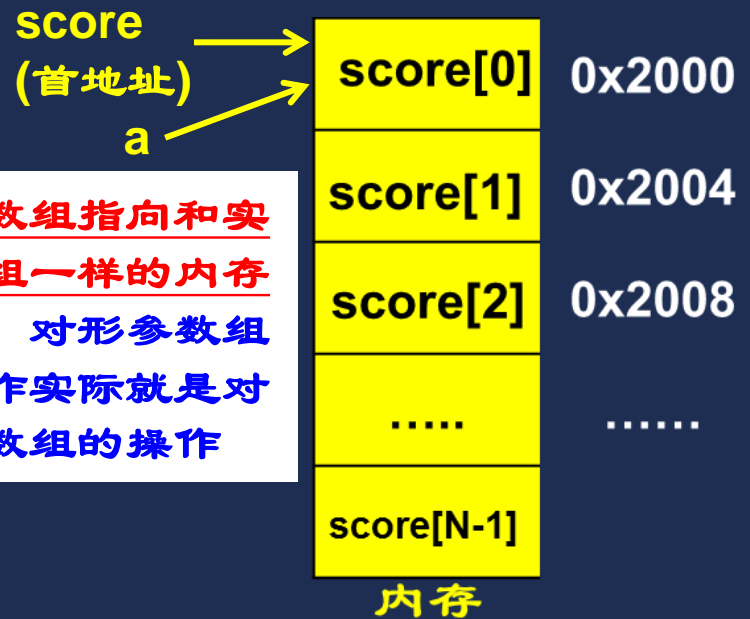 score
(首地址)
a
score[0] 0x2000
score[1] 0x2004
score[2] 0x2008
..... ......
score[N-1]
内存
数组指向和实
组一样的内存
对形参数组
作实际就是对
数组的操作